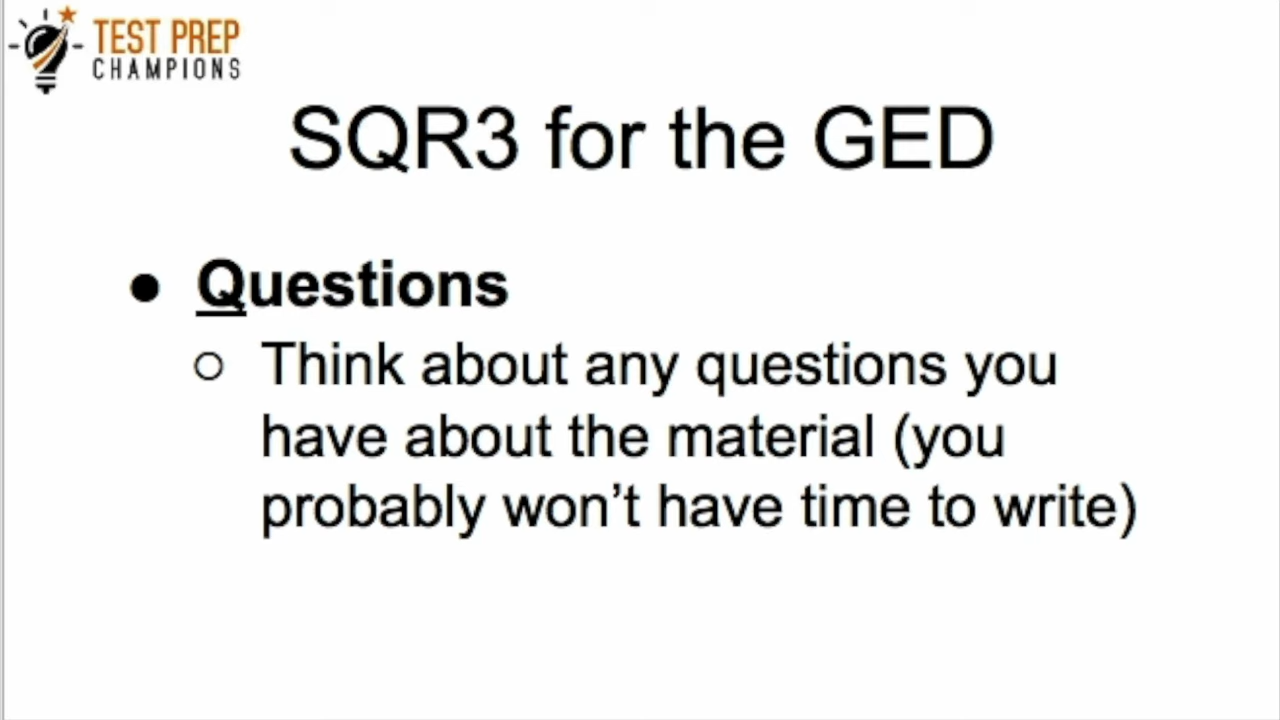 TEST PREP
CHAMPIONS
SQR3 for the GED
● Questions
○ Think about any questions you
have about the material (you
probably won’t have time to write)